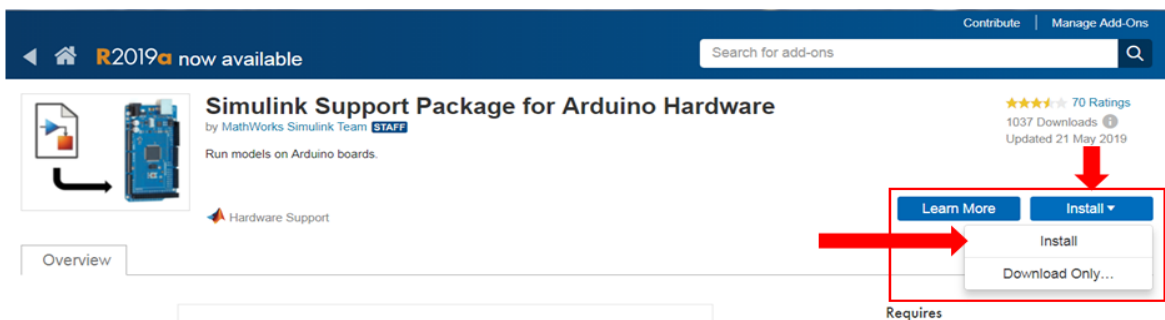 Contribute | Manage Add-Ons
R2019a now available
Search for add-ons
Simulink Support Package for Arduino Hardware
by MathWorks Simulink Team STAFF
Run models on Arduino boards.
70 Ratings
1037 Downloads
Updated 21 May 2019
Hardware Support
Learn More
Install
Install
Download Only...
Overview
Requires